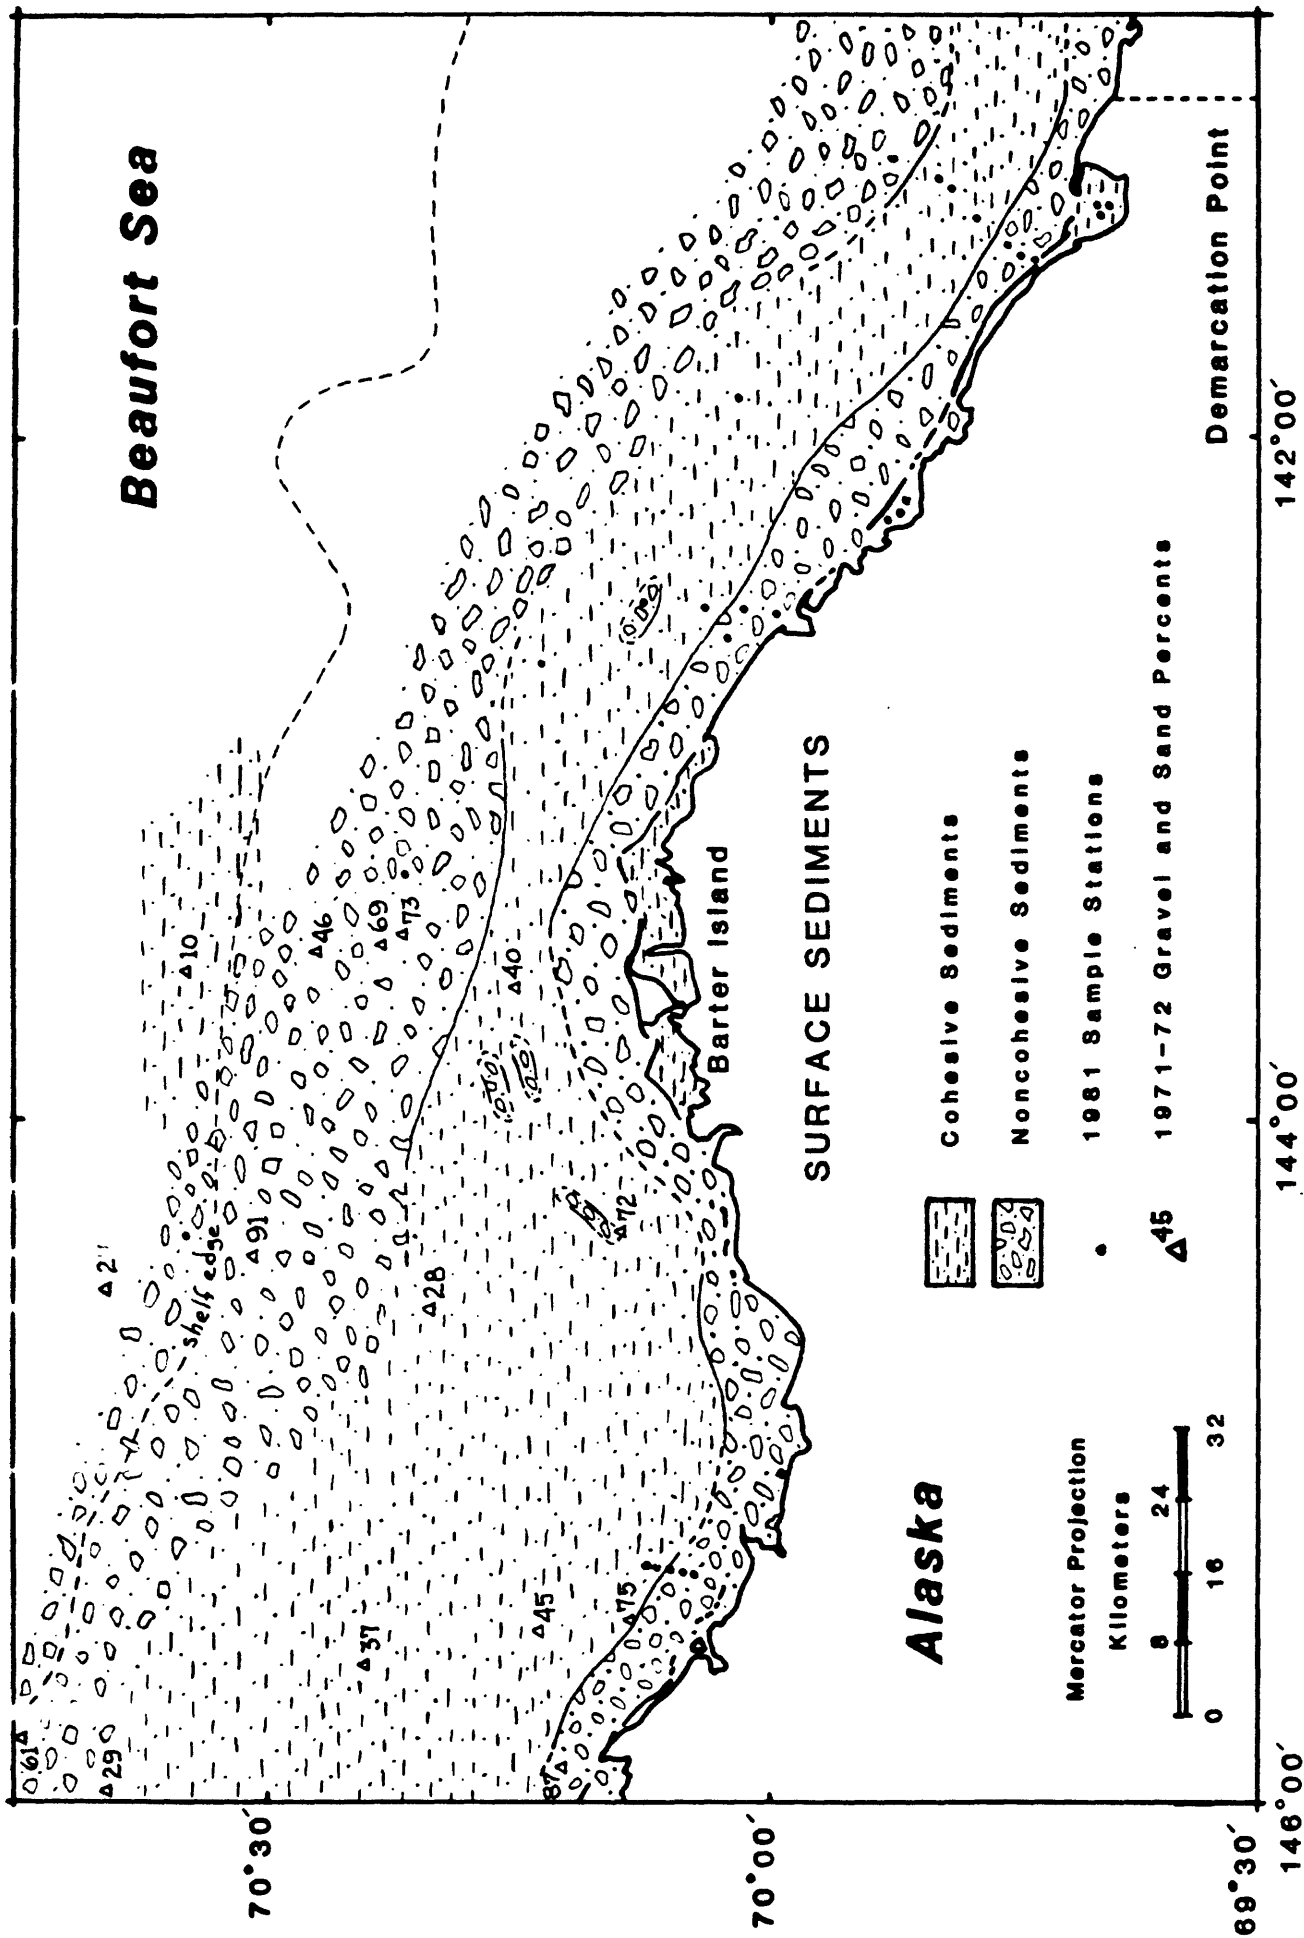 Beaufort Sea
61
29
2
shelf edge
10
91
46
69
73
28
37
40
72
45
75
87
Barter Island
SURFACE SEDIMENTS
Cohesive Sediments
Noncohesive Sediments
1981 Sample Stations
45 1971-72 Gravel and Sand Percents
Alaska
Mercator Projection
Kilometers
0 8 16 24 32
Demarcation Point
70°30′
70°00′
69°30′
146°00′
144°00′
142°00′